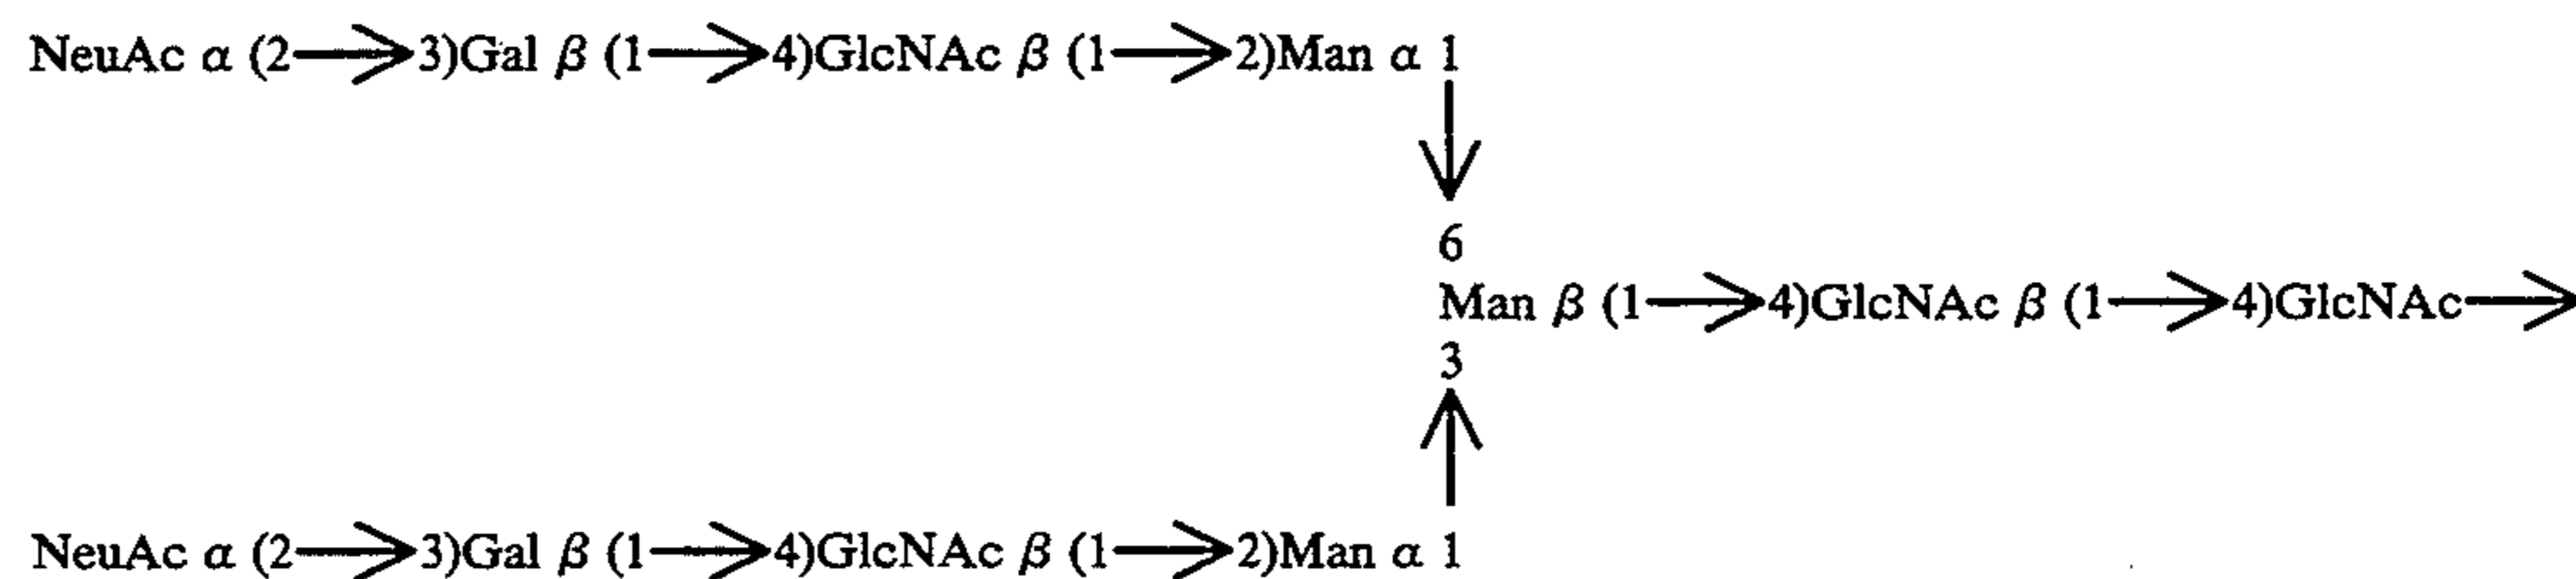 NeuAc α (2→3)Gal β (1→4)GlcNAc β (1→2)Man α 1
↓
6
Man β (1→4)GlcNAc β (1→4)GlcNAc→
3
↑
NeuAc α (2→3)Gal β (1→4)GlcNAc β (1→2)Man α 1